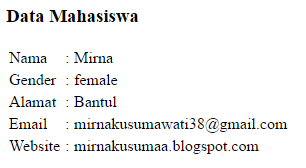 Data Mahasiswa
Nama : Mirna
Gender : female
Alamat : Bantul
Email : mirnakusumawati38@gmail.com
Website : mirnakusumaa.blogspot.com